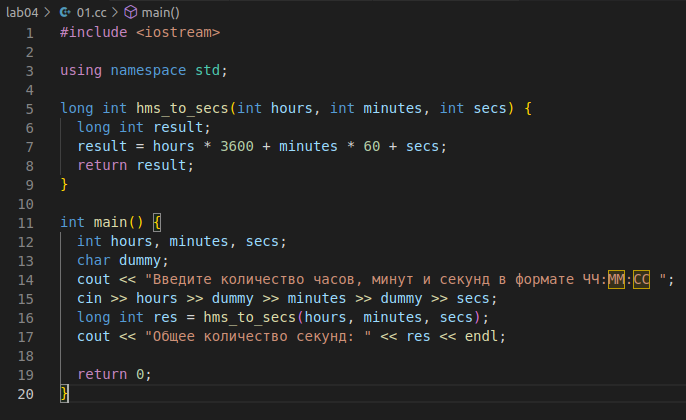 lab04 > 01.cc > main()
1 #include <iostream>
2
3 using namespace std;
4
5 long int hms_to_secs(int hours, int minutes, int secs) {
6   long int result;
7   result = hours * 3600 + minutes * 60 + secs;
8   return result;
9 }
10
11 int main() {
12   int hours, minutes, secs;
13   char dummy;
14   cout << "Введите количество часов, минут и секунд в формате ЧЧ:ММ:СС ";
15   cin >> hours >> dummy >> minutes >> dummy >> secs;
16   long int res = hms_to_secs(hours, minutes, secs);
17   cout << "Общее количество секунд: " << res << endl;
18
19   return 0;
20 }